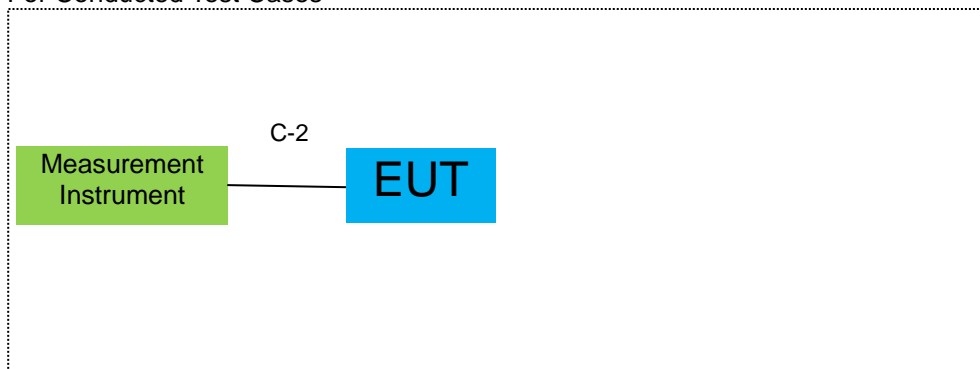 For Conducted Test Cases
C-2
Measurement
Instrument
EUT